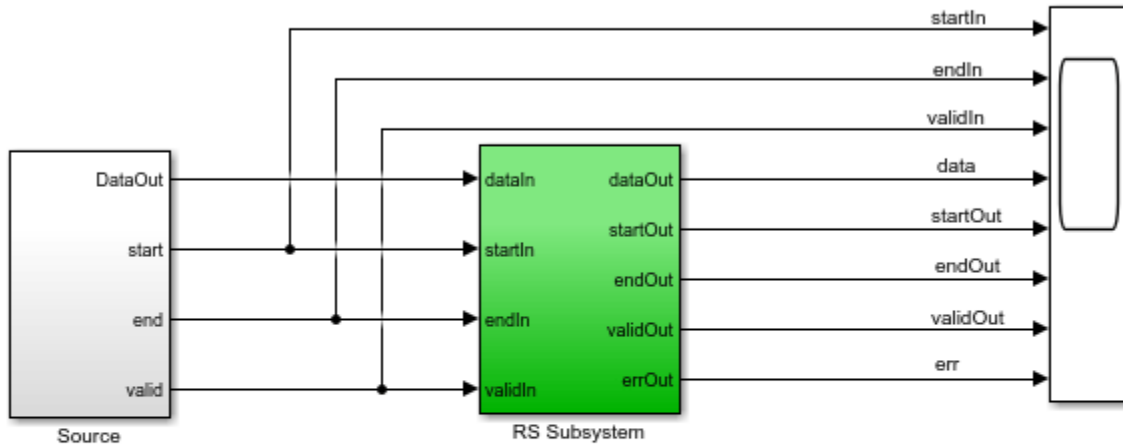 startIn
endIn
validIn
data
startOut
endOut
validOut
err
DataOut
start
end
valid
Source
dataIn
startIn
endIn
validIn
dataOut
startOut
endOut
validOut
errOut
RS Subsystem